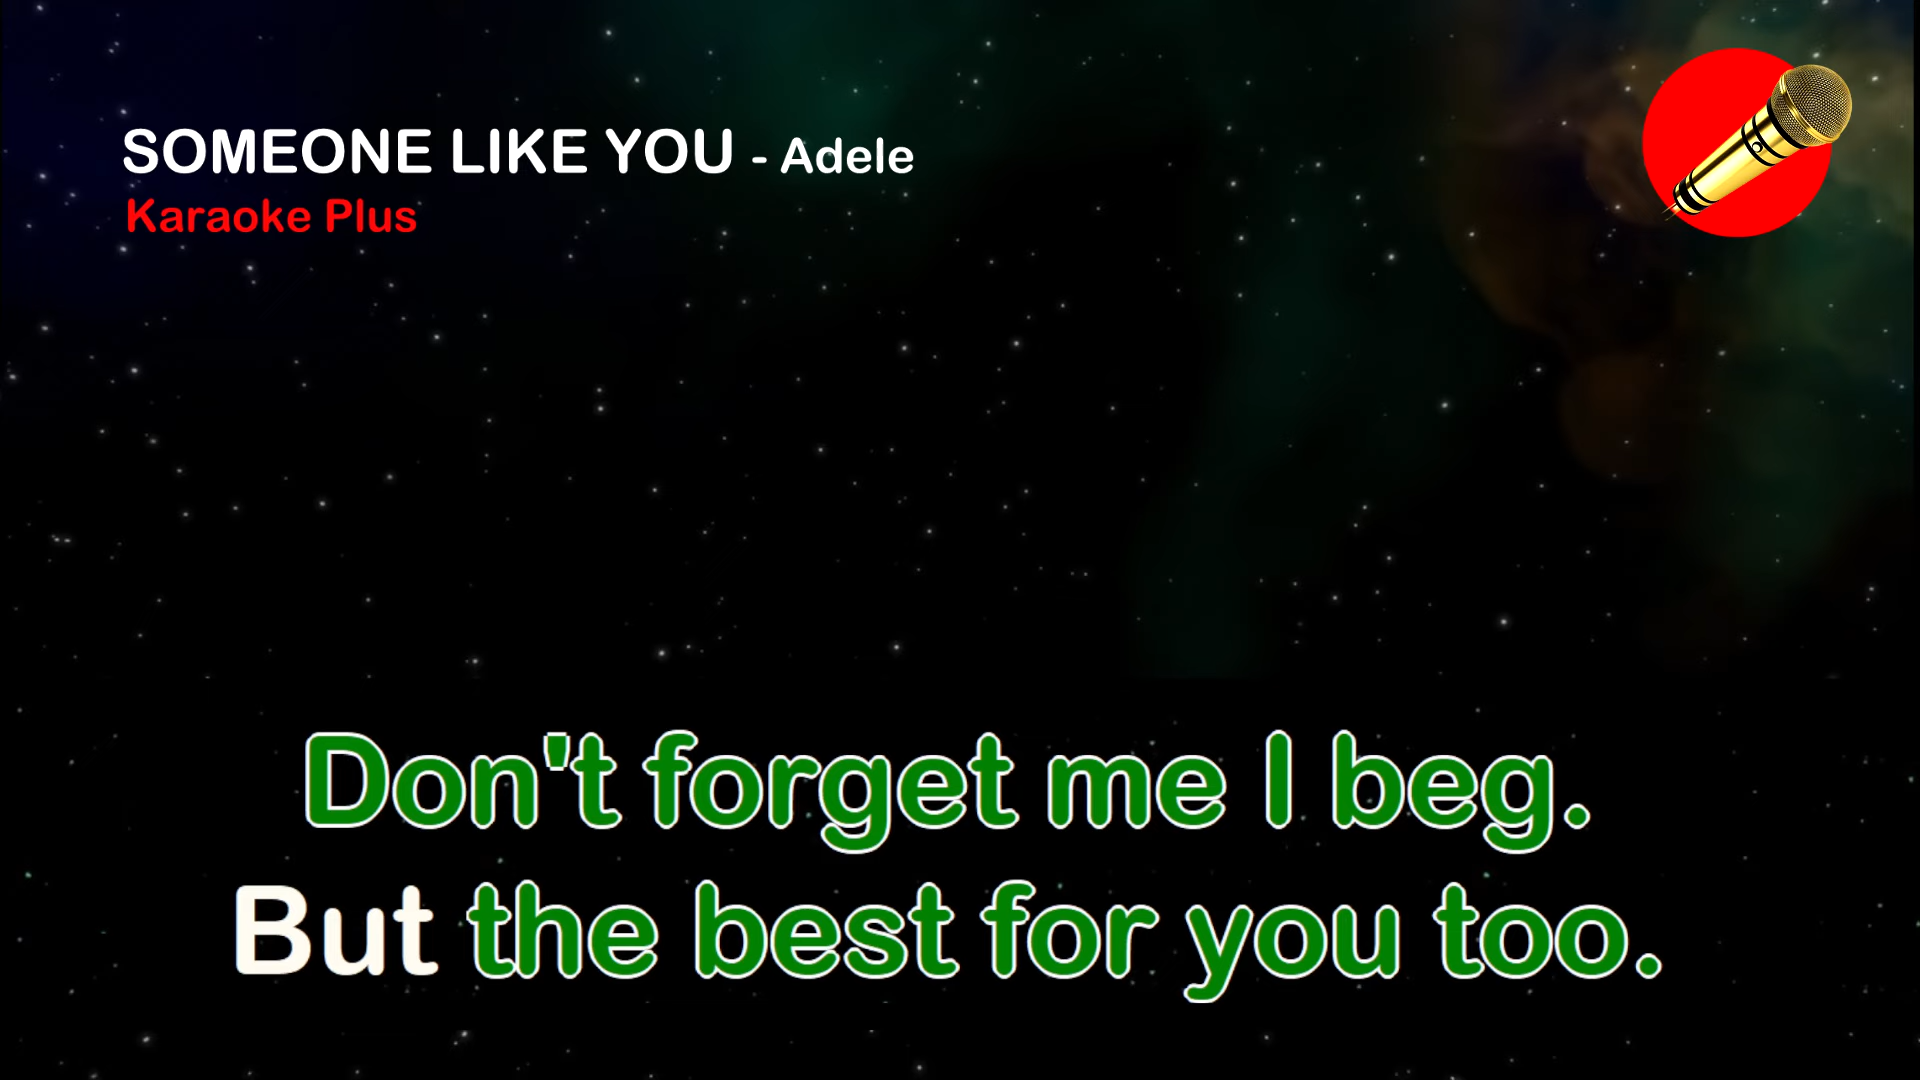 SOMEONE LIKE YOU - Adele
Karaoke Plus
Don't forget me I beg.
But the best for you too.